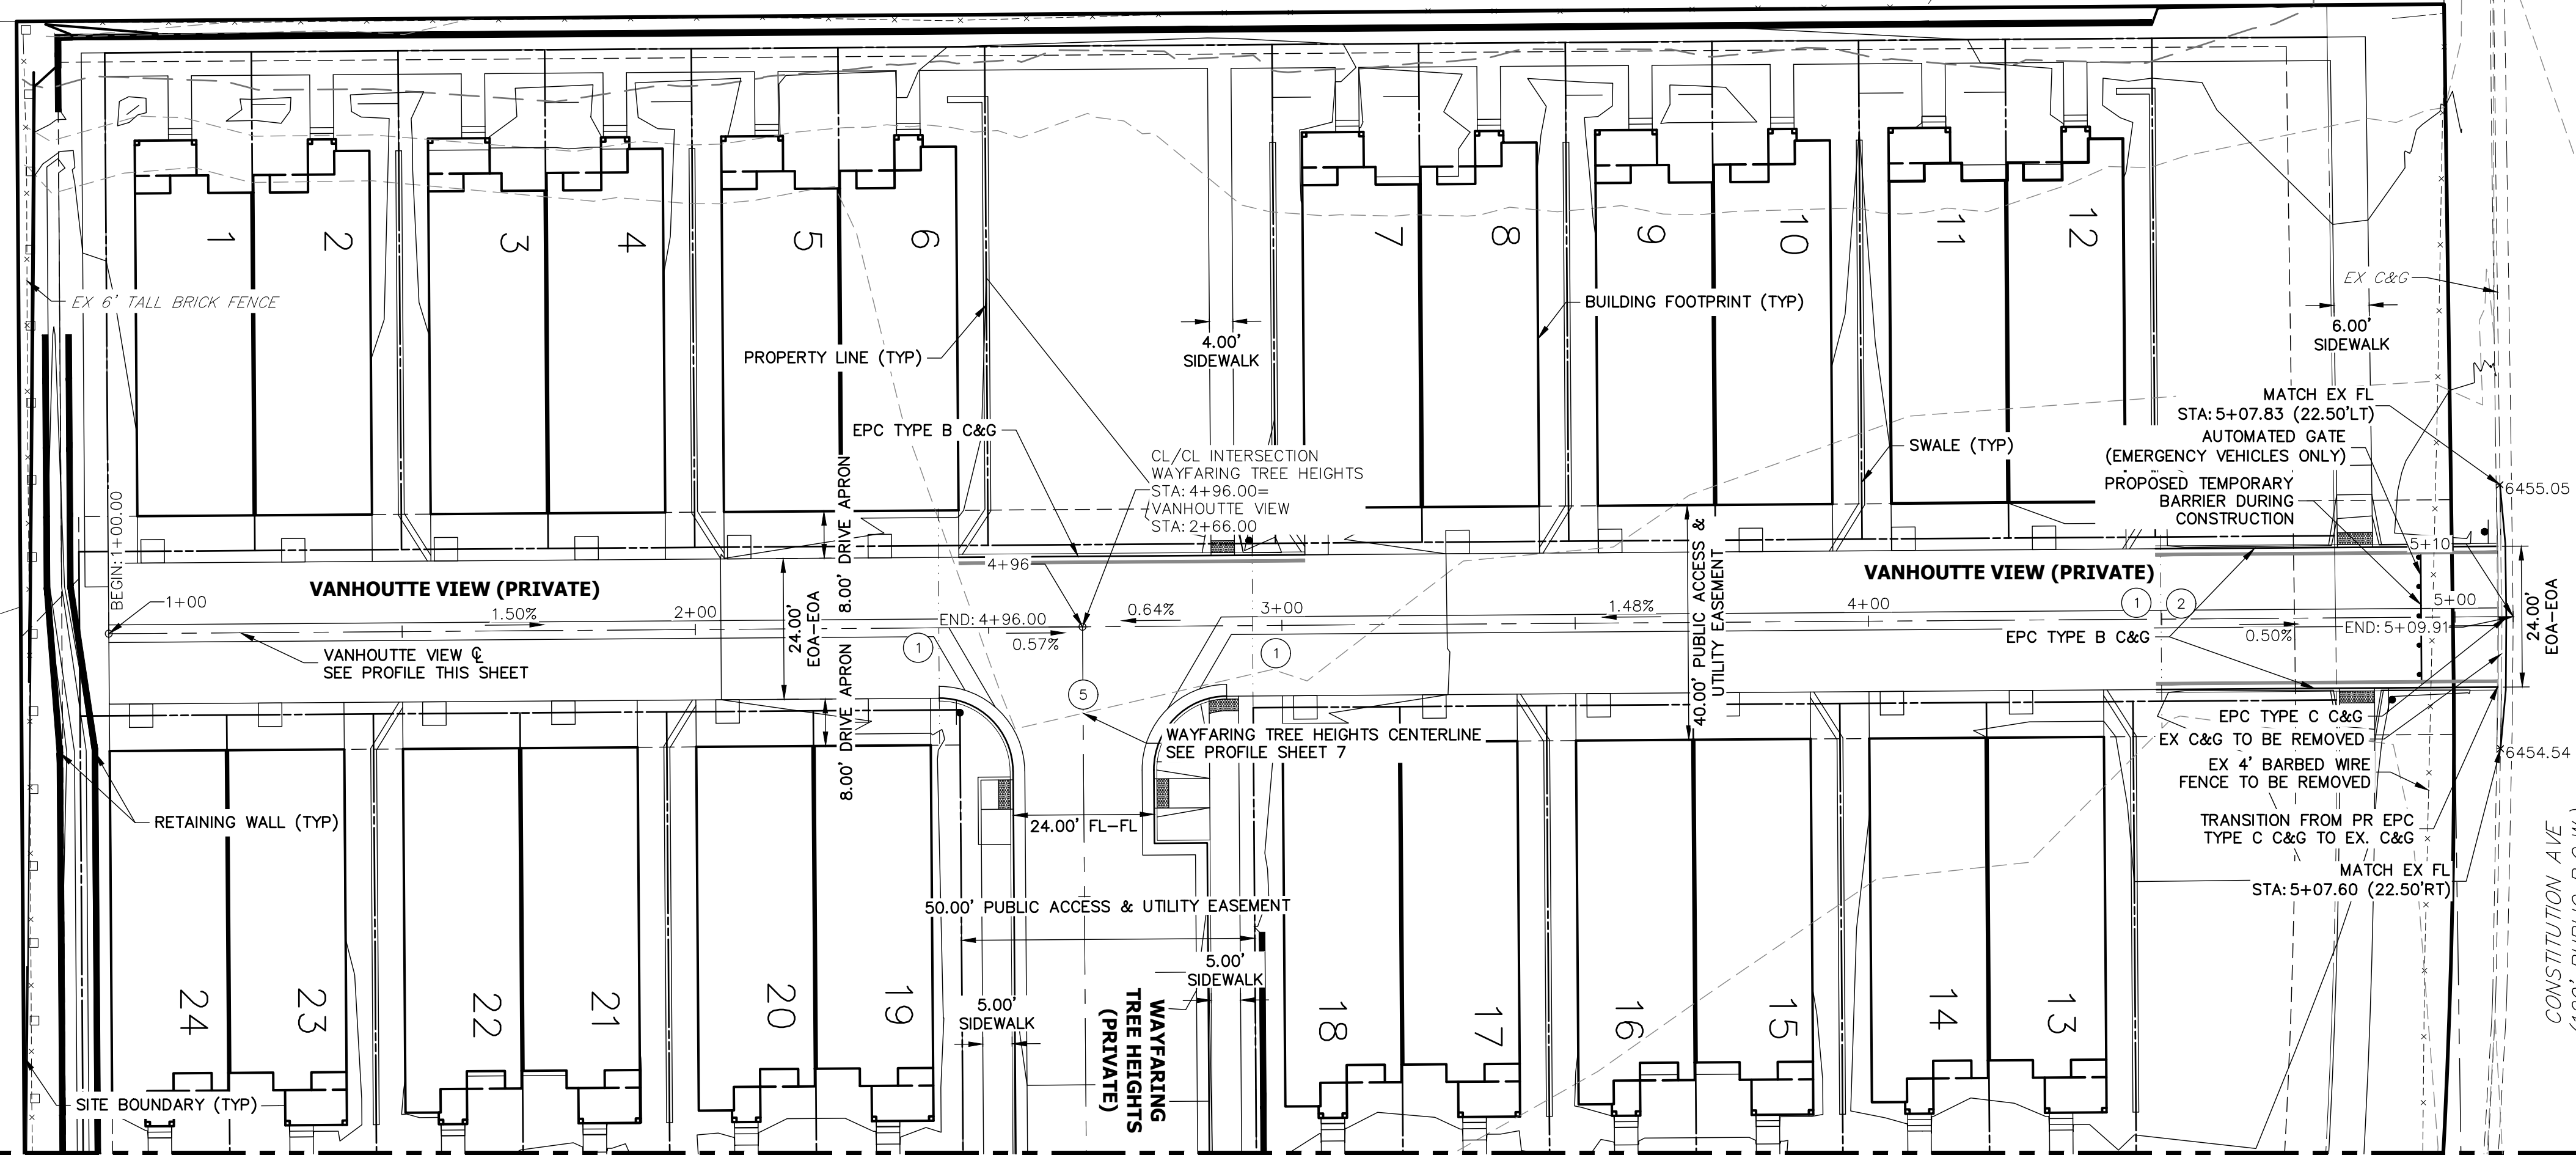 1
2
3
4
5
6
7
8
9
10
11
12
EX 6' TALL BRICK FENCE
EX C&G
BUILDING FOOTPRINT (TYP)
4.00'
SIDEWALK
6.00'
SIDEWALK
PROPERTY LINE (TYP)
MATCH EX FL
STA: 5+07.83 (22.50'LT)
EPC TYPE B C&G
AUTOMATED GATE
(EMERGENCY VEHICLES ONLY)
SWALE (TYP)
CL/CL INTERSECTION
WAYFARING TREE HEIGHTS
STA: 4+96.00=
VANHOUTTE VIEW
STA: 2+66.00
PROPOSED TEMPORARY
BARRIER DURING
CONSTRUCTION
6455.05
8.00' DRIVE APRON
40.00' PUBLIC ACCESS &
UTILITY EASEMENT
BEGIN: 1+00.00
4+96
5+10
VANHOUTTE VIEW (PRIVATE)
VANHOUTTE VIEW (PRIVATE)
1+00
1.50%
2+00
24.00'
EOA-EOA
END: 4+96.00
0.57%
0.64%
3+00
1.48%
4+00
1
2
5+00
END: 5+09.91
0.50%
24.00'
EOA-EOA
EPC TYPE B C&G
1
1
VANHOUTTE VIEW ℄
SEE PROFILE THIS SHEET
5
8.00' DRIVE APRON
WAYFARING TREE HEIGHTS CENTERLINE
SEE PROFILE SHEET 7
EPC TYPE C C&G
EX C&G TO BE REMOVED
6454.54
EX 4' BARBED WIRE
FENCE TO BE REMOVED
RETAINING WALL (TYP)
24.00' FL-FL
TRANSITION FROM PR EPC
TYPE C C&G TO EX. C&G
MATCH EX FL
STA: 5+07.60 (22.50'RT)
50.00' PUBLIC ACCESS & UTILITY EASEMENT
5.00'
SIDEWALK
5.00'
SIDEWALK
WAYFARING
TREE HEIGHTS
(PRIVATE)
CONSTITUTION AVE
24
23
22
21
20
19
18
17
16
15
14
13
SITE BOUNDARY (TYP)